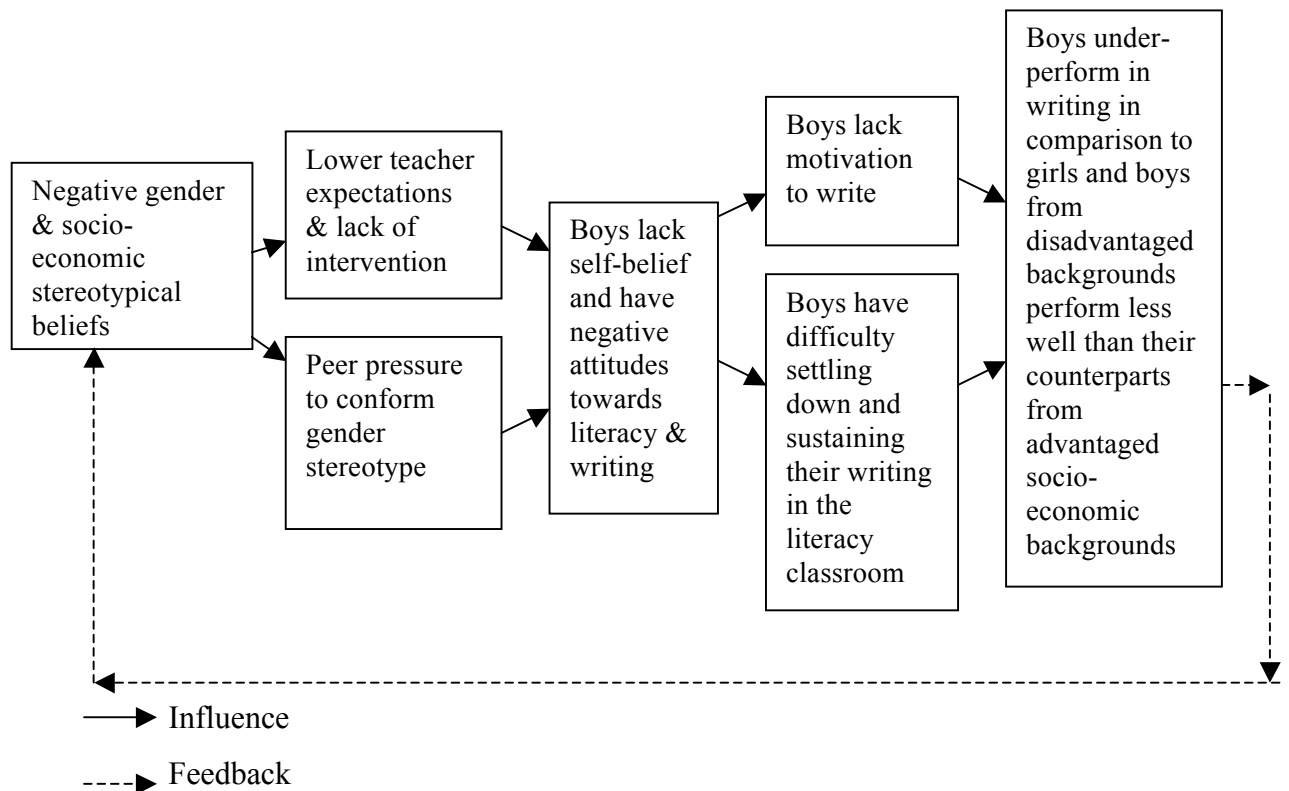 Negative gender
& socio-
economic
stereotypical
beliefs
Lower teacher
expectations
& lack of
intervention
Peer pressure
to conform
gender
stereotype
Boys lack
self-belief
and have
negative
attitudes
towards
literacy &
writing
Boys lack
motivation
to write
Boys have
difficulty
settling
down and
sustaining
their writing
in the
literacy
classroom
Boys under-
perform in
writing in
comparison to
girls and boys
from
disadvantaged
backgrounds
perform less
well than their
counterparts
from
advantaged
socio-
economic
backgrounds
Influence
Feedback